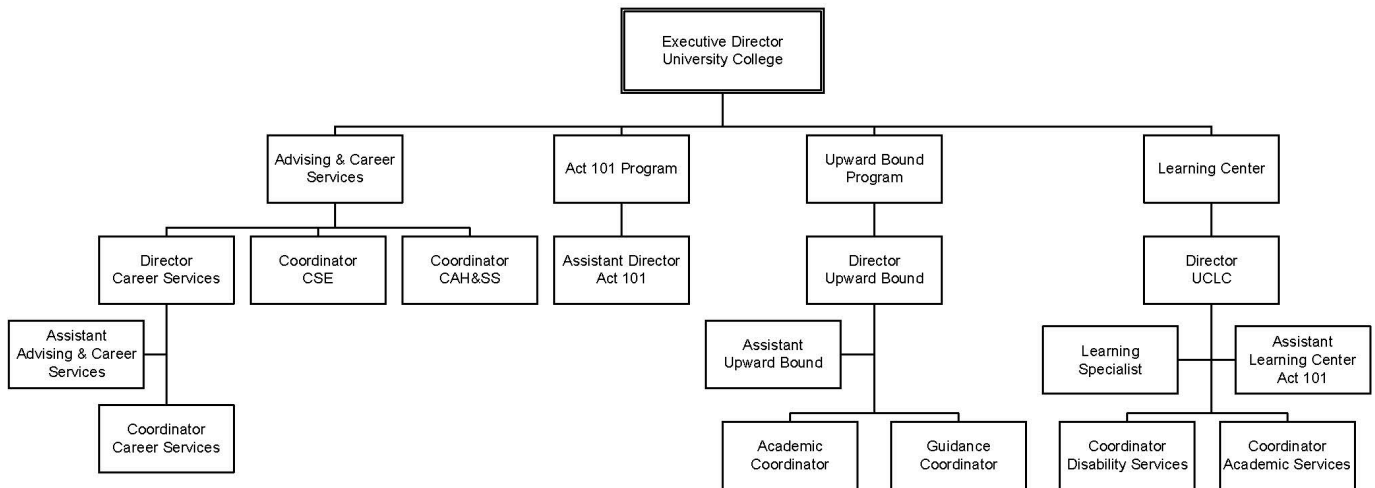 Executive Director
University College
Advising & Career
Services
Act 101 Program
Upward Bound
Program
Learning Center
Director
Career Services
Coordinator
CSE
Coordinator
CAH&SS
Assistant Director
Act 101
Director
Upward Bound
Director
UCLC
Assistant
Advising & Career
Services
Assistant
Upward Bound
Learning
Specialist
Assistant
Learning Center
Act 101
Coordinator
Career Services
Academic
Coordinator
Guidance
Coordinator
Coordinator
Disability Services
Coordinator
Academic Services